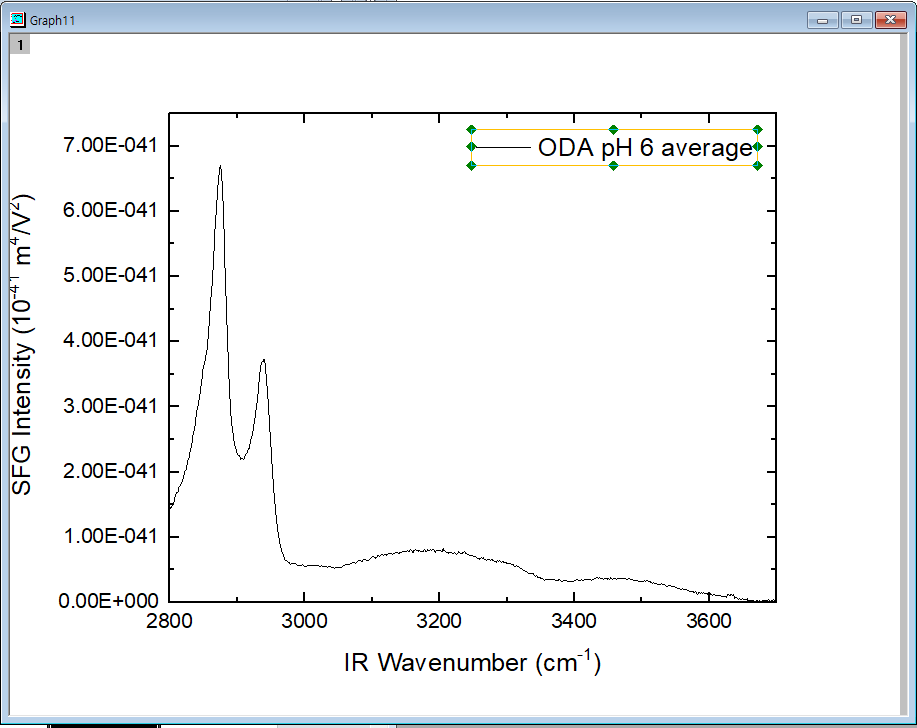 Graph11
1
ODA pH 6 average
7.00E-041
6.00E-041
5.00E-041
4.00E-041
3.00E-041
2.00E-041
1.00E-041
0.00E+000
SFG Intensity (10⁻⁴¹ m⁴/V²)
2800 3000 3200 3400 3600
IR Wavenumber (cm⁻¹)